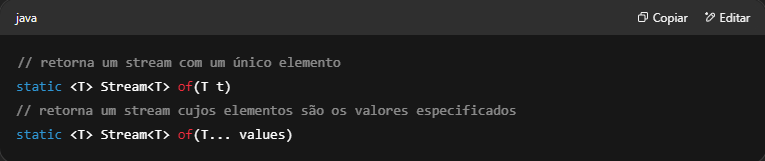 java
Copiar
Editar
// retorna um stream com um único elemento
static <T> Stream<T> of(T t)
// retorna um stream cujos elementos são os valores especificados
static <T> Stream<T> of(T... values)